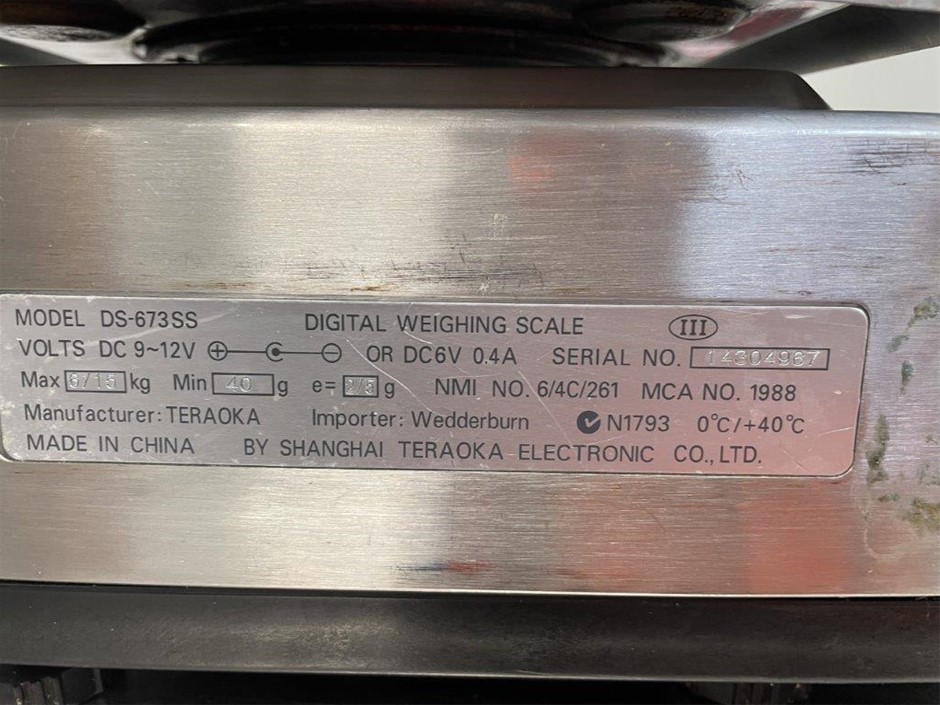 MODEL DS-673SS DIGITAL WEIGHING SCALE III
VOLTS DC 9~12V OR DC6V 0.4A SERIAL NO. 14304967
Max 6/15 kg Min 40 g e= 2/5 g NMI NO. 6/4C/261 MCA NO. 1988
Manufacturer: TERAOKA Importer: Wedderburn N1793 0°C/+40°C
MADE IN CHINA BY SHANGHAI TERAOKA ELECTRONIC CO., LTD.